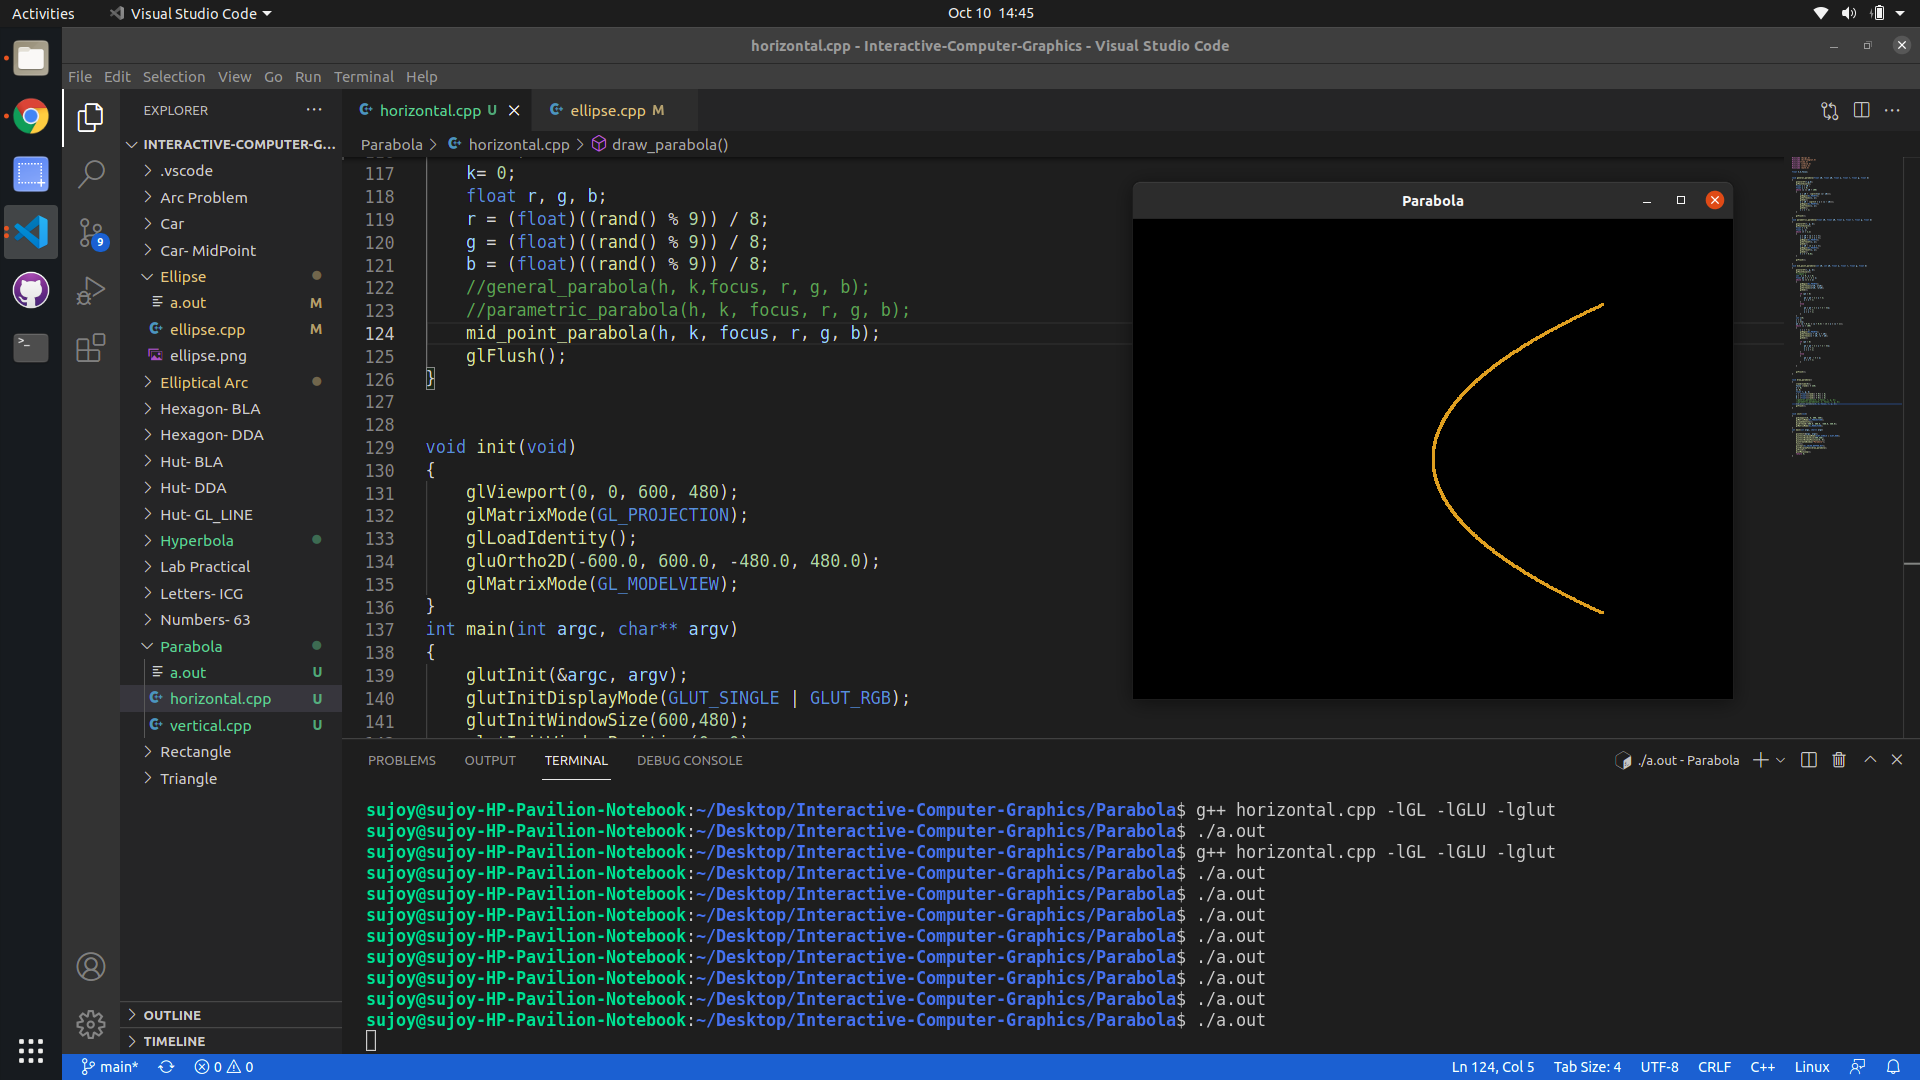 Activities
Visual Studio Code
Oct 10 14:45
horizontal.cpp - Interactive-Computer-Graphics - Visual Studio Code
File Edit Selection View Go Run Terminal Help
EXPLORER
INTERACTIVE-COMPUTER-G...
.vscode
Arc Problem
Car
Car- MidPoint
Ellipse
a.out M
ellipse.cpp M
ellipse.png
Elliptical Arc
Hexagon- BLA
Hexagon- DDA
Hut- BLA
Hut- DDA
Hut- GL_LINE
Hyperbola
Lab Practical
Letters- ICG
Numbers- 63
Parabola
a.out U
horizontal.cpp U
vertical.cpp U
Rectangle
Triangle
OUTLINE
TIMELINE
9
horizontal.cpp U
ellipse.cpp M
Parabola > horizontal.cpp > draw_parabola()
117 k= 0;
118 float r, g, b;
119 r = (float)((rand() % 9)) / 8;
120 g = (float)((rand() % 9)) / 8;
121 b = (float)((rand() % 9)) / 8;
122 //general_parabola(h, k,focus, r, g, b);
123 //parametric_parabola(h, k, focus, r, g, b);
124 mid_point_parabola(h, k, focus, r, g, b);
125 glFlush();
126 }
127
128
129 void init(void)
130 {
131 glViewport(0, 0, 600, 480);
132 glMatrixMode(GL_PROJECTION);
133 glLoadIdentity();
134 gluOrtho2D(-600.0, 600.0, -480.0, 480.0);
135 glMatrixMode(GL_MODELVIEW);
136 }
137 int main(int argc, char** argv)
138 {
139 glutInit(&argc, argv);
140 glutInitDisplayMode(GLUT_SINGLE | GLUT_RGB);
141 glutInitWindowSize(600,480);
Parabola
PROBLEMS OUTPUT TERMINAL DEBUG CONSOLE
./a.out - Parabola
sujoy@sujoy-HP-Pavilion-Notebook:~/Desktop/Interactive-Computer-Graphics/Parabola$ g++ horizontal.cpp -lGL -lGLU -lglut
sujoy@sujoy-HP-Pavilion-Notebook:~/Desktop/Interactive-Computer-Graphics/Parabola$ ./a.out
sujoy@sujoy-HP-Pavilion-Notebook:~/Desktop/Interactive-Computer-Graphics/Parabola$ g++ horizontal.cpp -lGL -lGLU -lglut
sujoy@sujoy-HP-Pavilion-Notebook:~/Desktop/Interactive-Computer-Graphics/Parabola$ ./a.out
sujoy@sujoy-HP-Pavilion-Notebook:~/Desktop/Interactive-Computer-Graphics/Parabola$ ./a.out
sujoy@sujoy-HP-Pavilion-Notebook:~/Desktop/Interactive-Computer-Graphics/Parabola$ ./a.out
sujoy@sujoy-HP-Pavilion-Notebook:~/Desktop/Interactive-Computer-Graphics/Parabola$ ./a.out
sujoy@sujoy-HP-Pavilion-Notebook:~/Desktop/Interactive-Computer-Graphics/Parabola$ ./a.out
sujoy@sujoy-HP-Pavilion-Notebook:~/Desktop/Interactive-Computer-Graphics/Parabola$ ./a.out
sujoy@sujoy-HP-Pavilion-Notebook:~/Desktop/Interactive-Computer-Graphics/Parabola$ ./a.out
sujoy@sujoy-HP-Pavilion-Notebook:~/Desktop/Interactive-Computer-Graphics/Parabola$ ./a.out
main* 0 0
Ln 124, Col 5 Tab Size: 4 UTF-8 CRLF C++ Linux